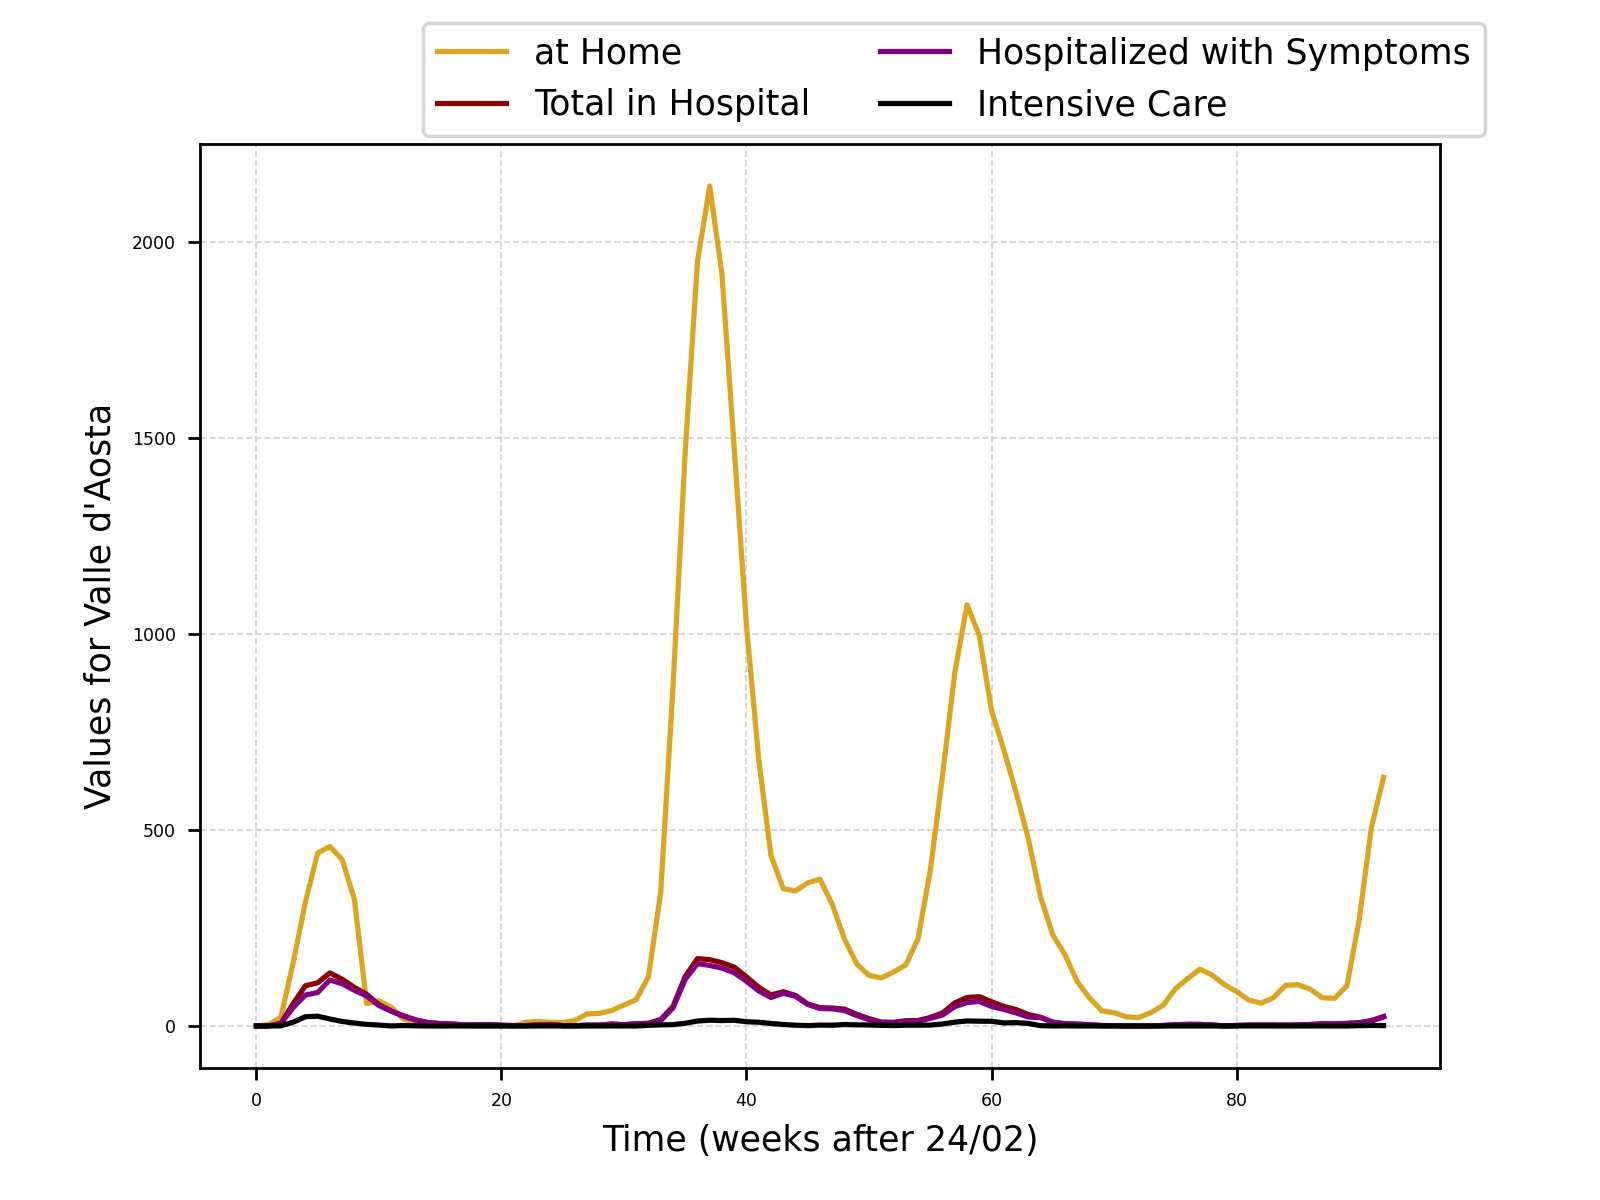 at Home
Total in Hospital
Hospitalized with Symptoms
Intensive Care
Values for Valle d'Aosta
2000
1500
1000
500
0
0 20 40 60 80
Time (weeks after 24/02)